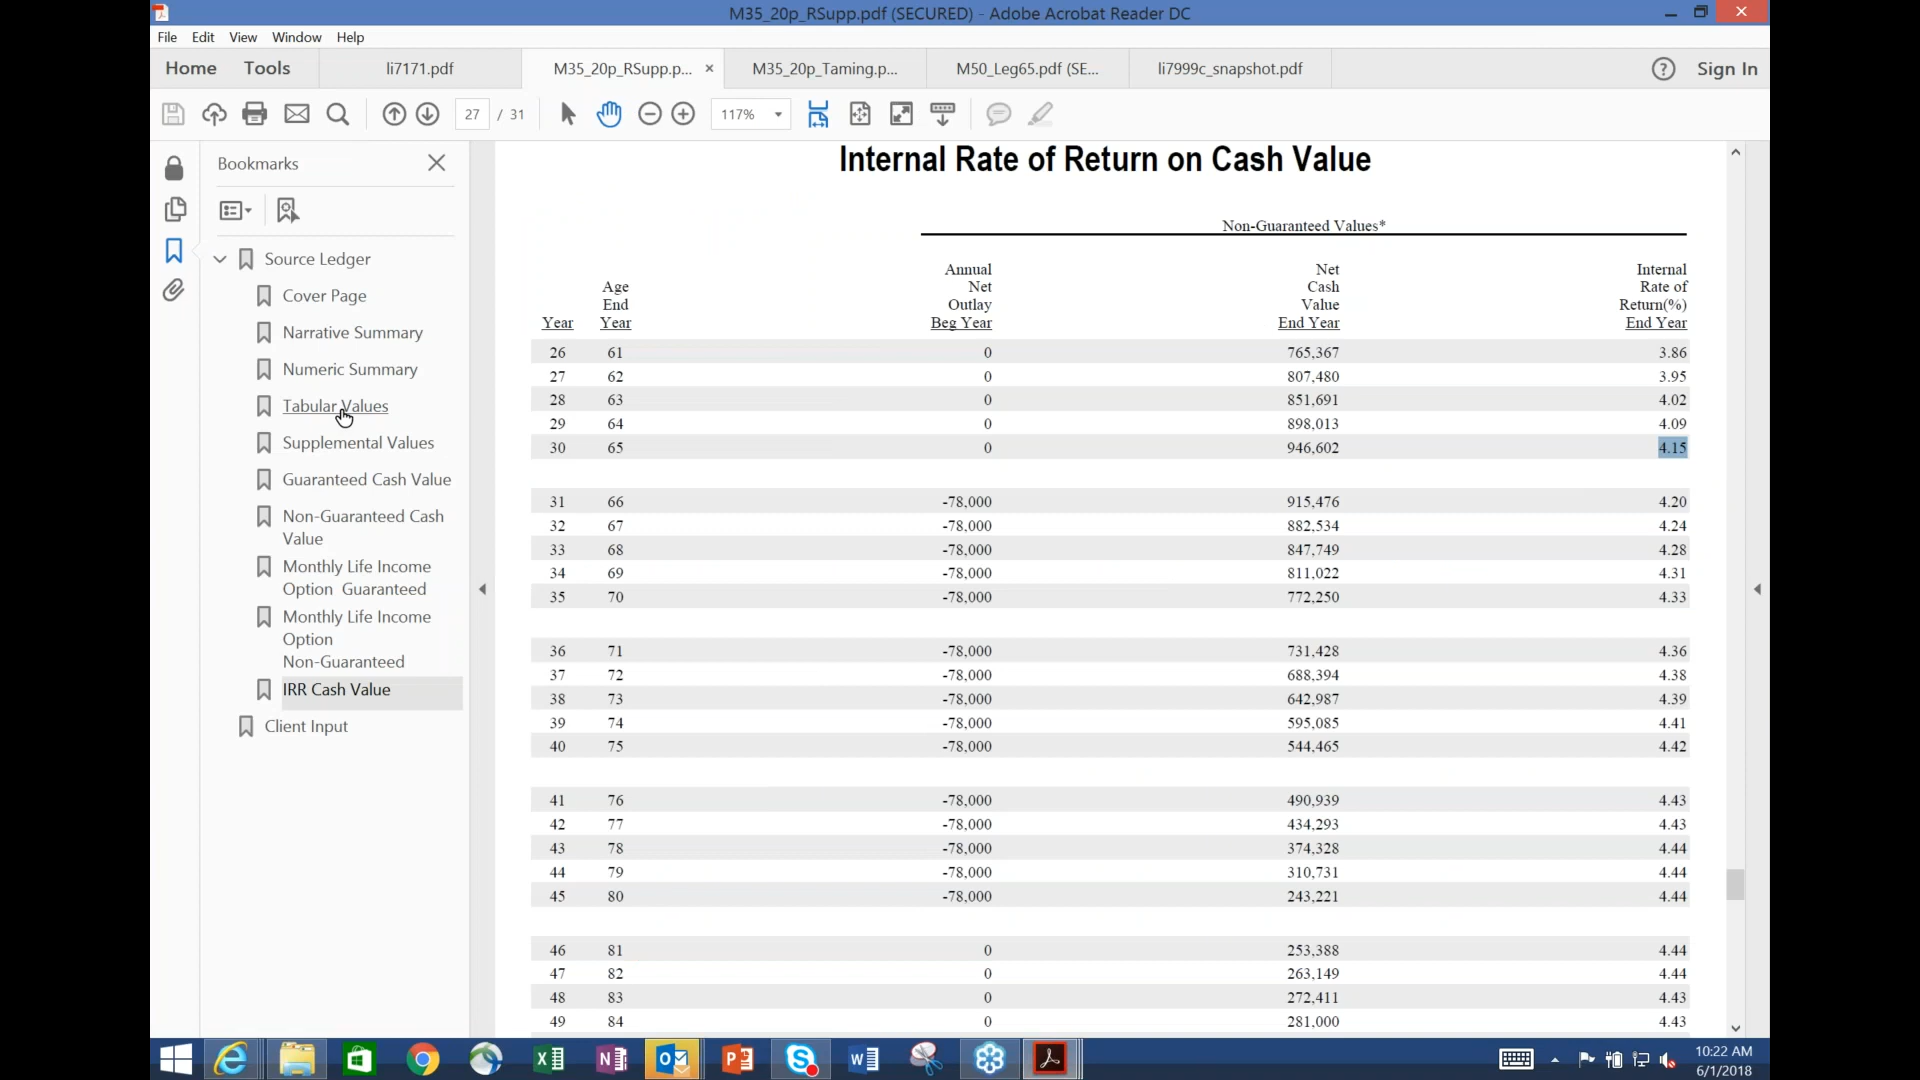 M35_20p_RSupp.pdf (SECURED) - Adobe Acrobat Reader DC
File Edit View Window Help
Home Tools li7171.pdf M35_20p_RSupp.p... × M35_20p_Taming.p... M50_Leg65.pdf (SE... li7999c_snapshot.pdf ? Sign In
27 / 31 117%
Bookmarks
Source Ledger
Cover Page
Narrative Summary
Numeric Summary
Tabular Values
Supplemental Values
Guaranteed Cash Value
Non-Guaranteed Cash
Value
Monthly Life Income
Option Guaranteed
Monthly Life Income
Option
Non-Guaranteed
IRR Cash Value
Client Input
Internal Rate of Return on Cash Value
Non-Guaranteed Values*
Annual Net Internal
Age Net Cash Rate of
End Outlay Value Return(%)
Year Year Beg Year End Year End Year
26 61 0 765,367 3.86
27 62 0 807,480 3.95
28 63 0 851,691 4.02
29 64 0 898,013 4.09
30 65 0 946,602 4.15
31 66 -78,000 915,476 4.20
32 67 -78,000 882,534 4.24
33 68 -78,000 847,749 4.28
34 69 -78,000 811,022 4.31
35 70 -78,000 772,250 4.33
36 71 -78,000 731,428 4.36
37 72 -78,000 688,394 4.38
38 73 -78,000 642,987 4.39
39 74 -78,000 595,085 4.41
40 75 -78,000 544,465 4.42
41 76 -78,000 490,939 4.43
42 77 -78,000 434,293 4.43
43 78 -78,000 374,328 4.44
44 79 -78,000 310,731 4.44
45 80 -78,000 243,221 4.44
46 81 0 253,388 4.44
47 82 0 263,149 4.44
48 83 0 272,411 4.43
49 84 0 281,000 4.43
10:22 AM
6/1/2018